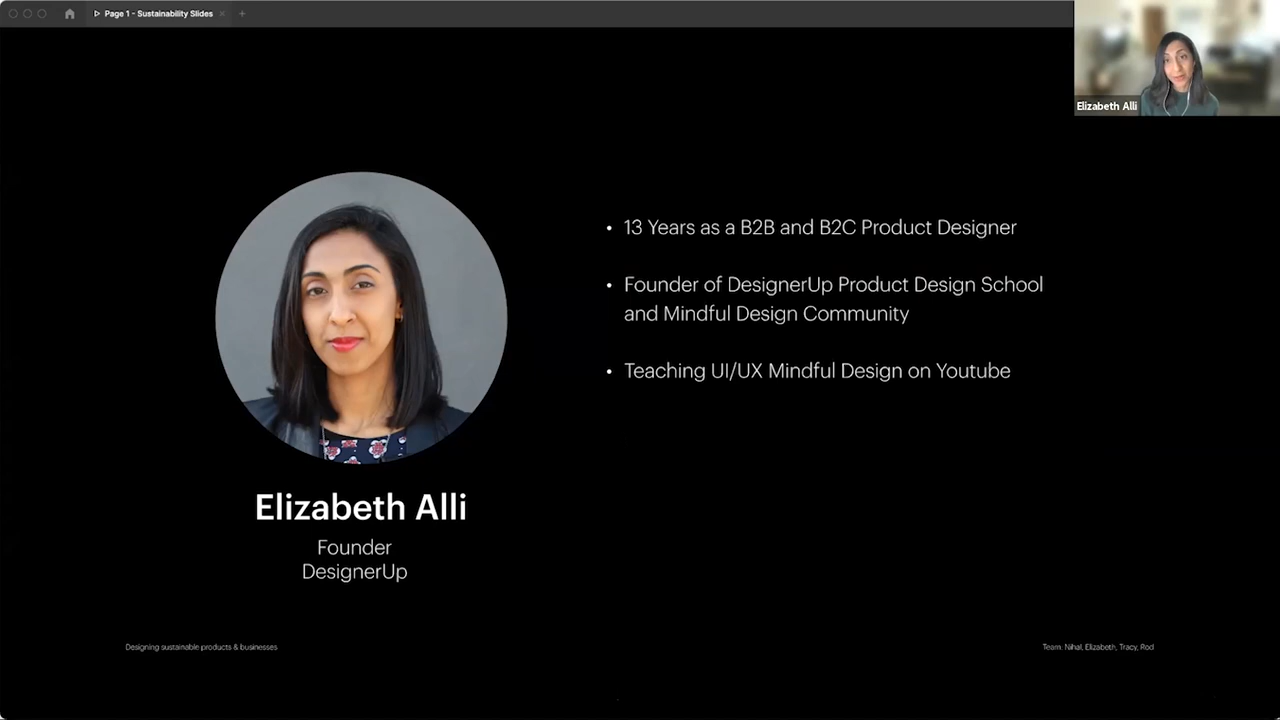 Page 1 - Sustainability Slides
Elizabeth Alli
13 Years as a B2B and B2C Product Designer
Founder of DesignerUp Product Design School
and Mindful Design Community
Teaching UI/UX Mindful Design on Youtube
Elizabeth Alli
Founder
DesignerUp
Designing sustainable products & businesses
Team: Nihal, Elizabeth, Tracy, Rod